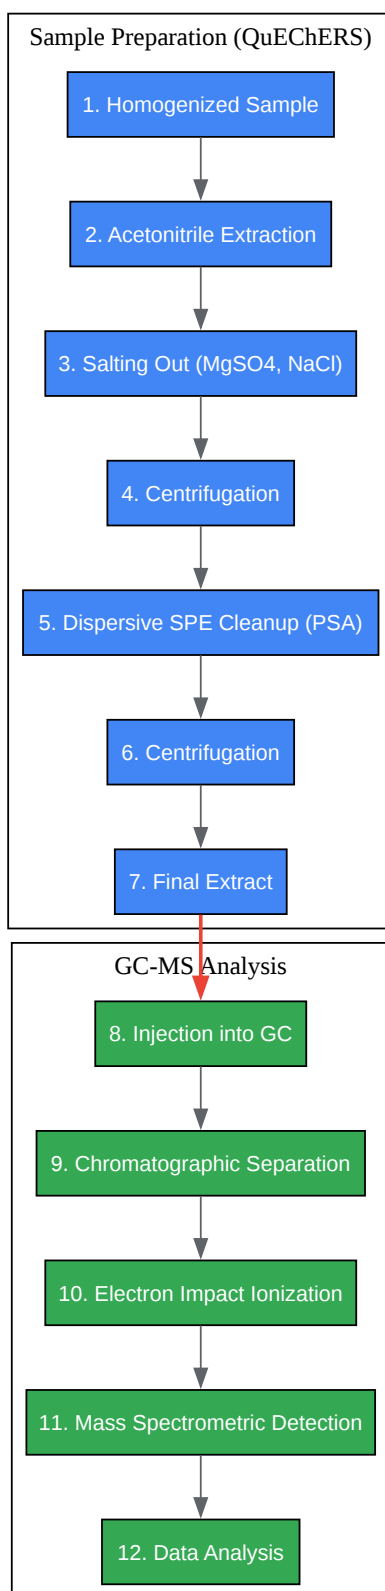 Sample Preparation (QuEChERS)
1. Homogenized Sample
2. Acetonitrile Extraction
3. Salting Out (MgSO4, NaCl)
4. Centrifugation
5. Dispersive SPE Cleanup (PSA)
6. Centrifugation
7. Final Extract
GC-MS Analysis
8. Injection into GC
9. Chromatographic Separation
10. Electron Impact Ionization
11. Mass Spectrometric Detection
12. Data Analysis